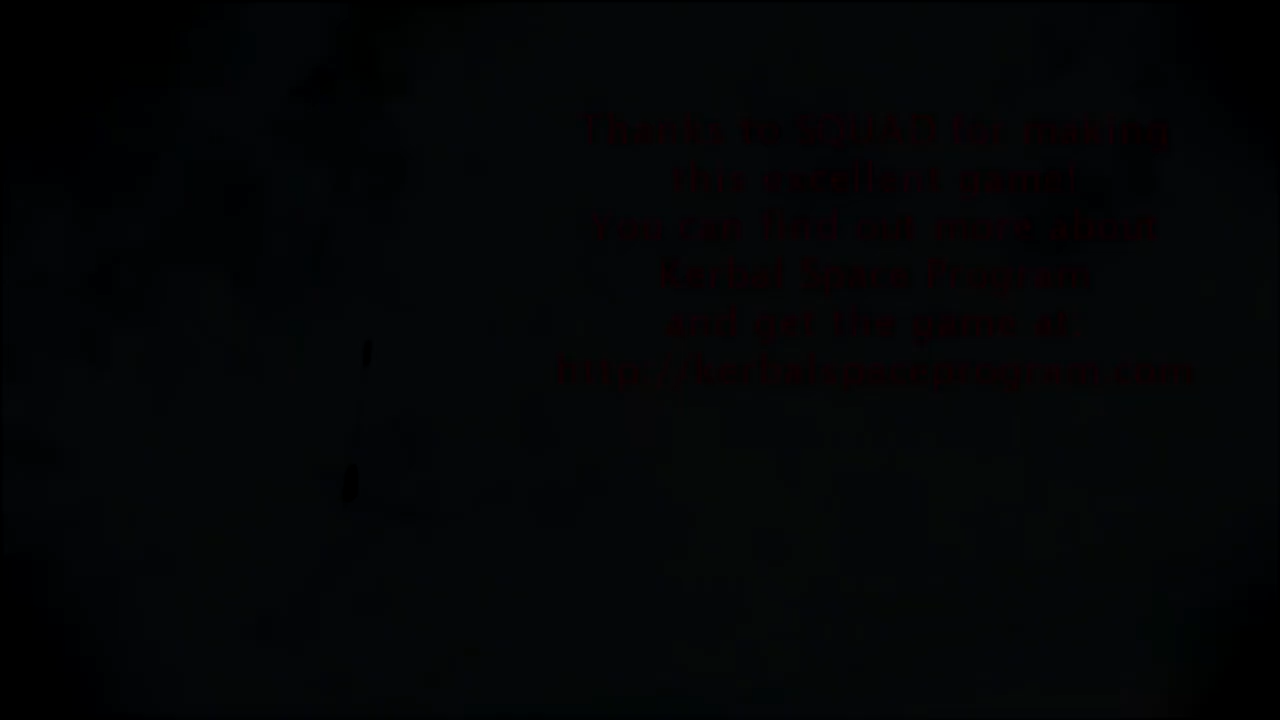 Thanks to SQUAD for making
this excellent game!
You can find out more about
Kerbal Space Program
and get the game at:
http://kerbalspaceprogram.com